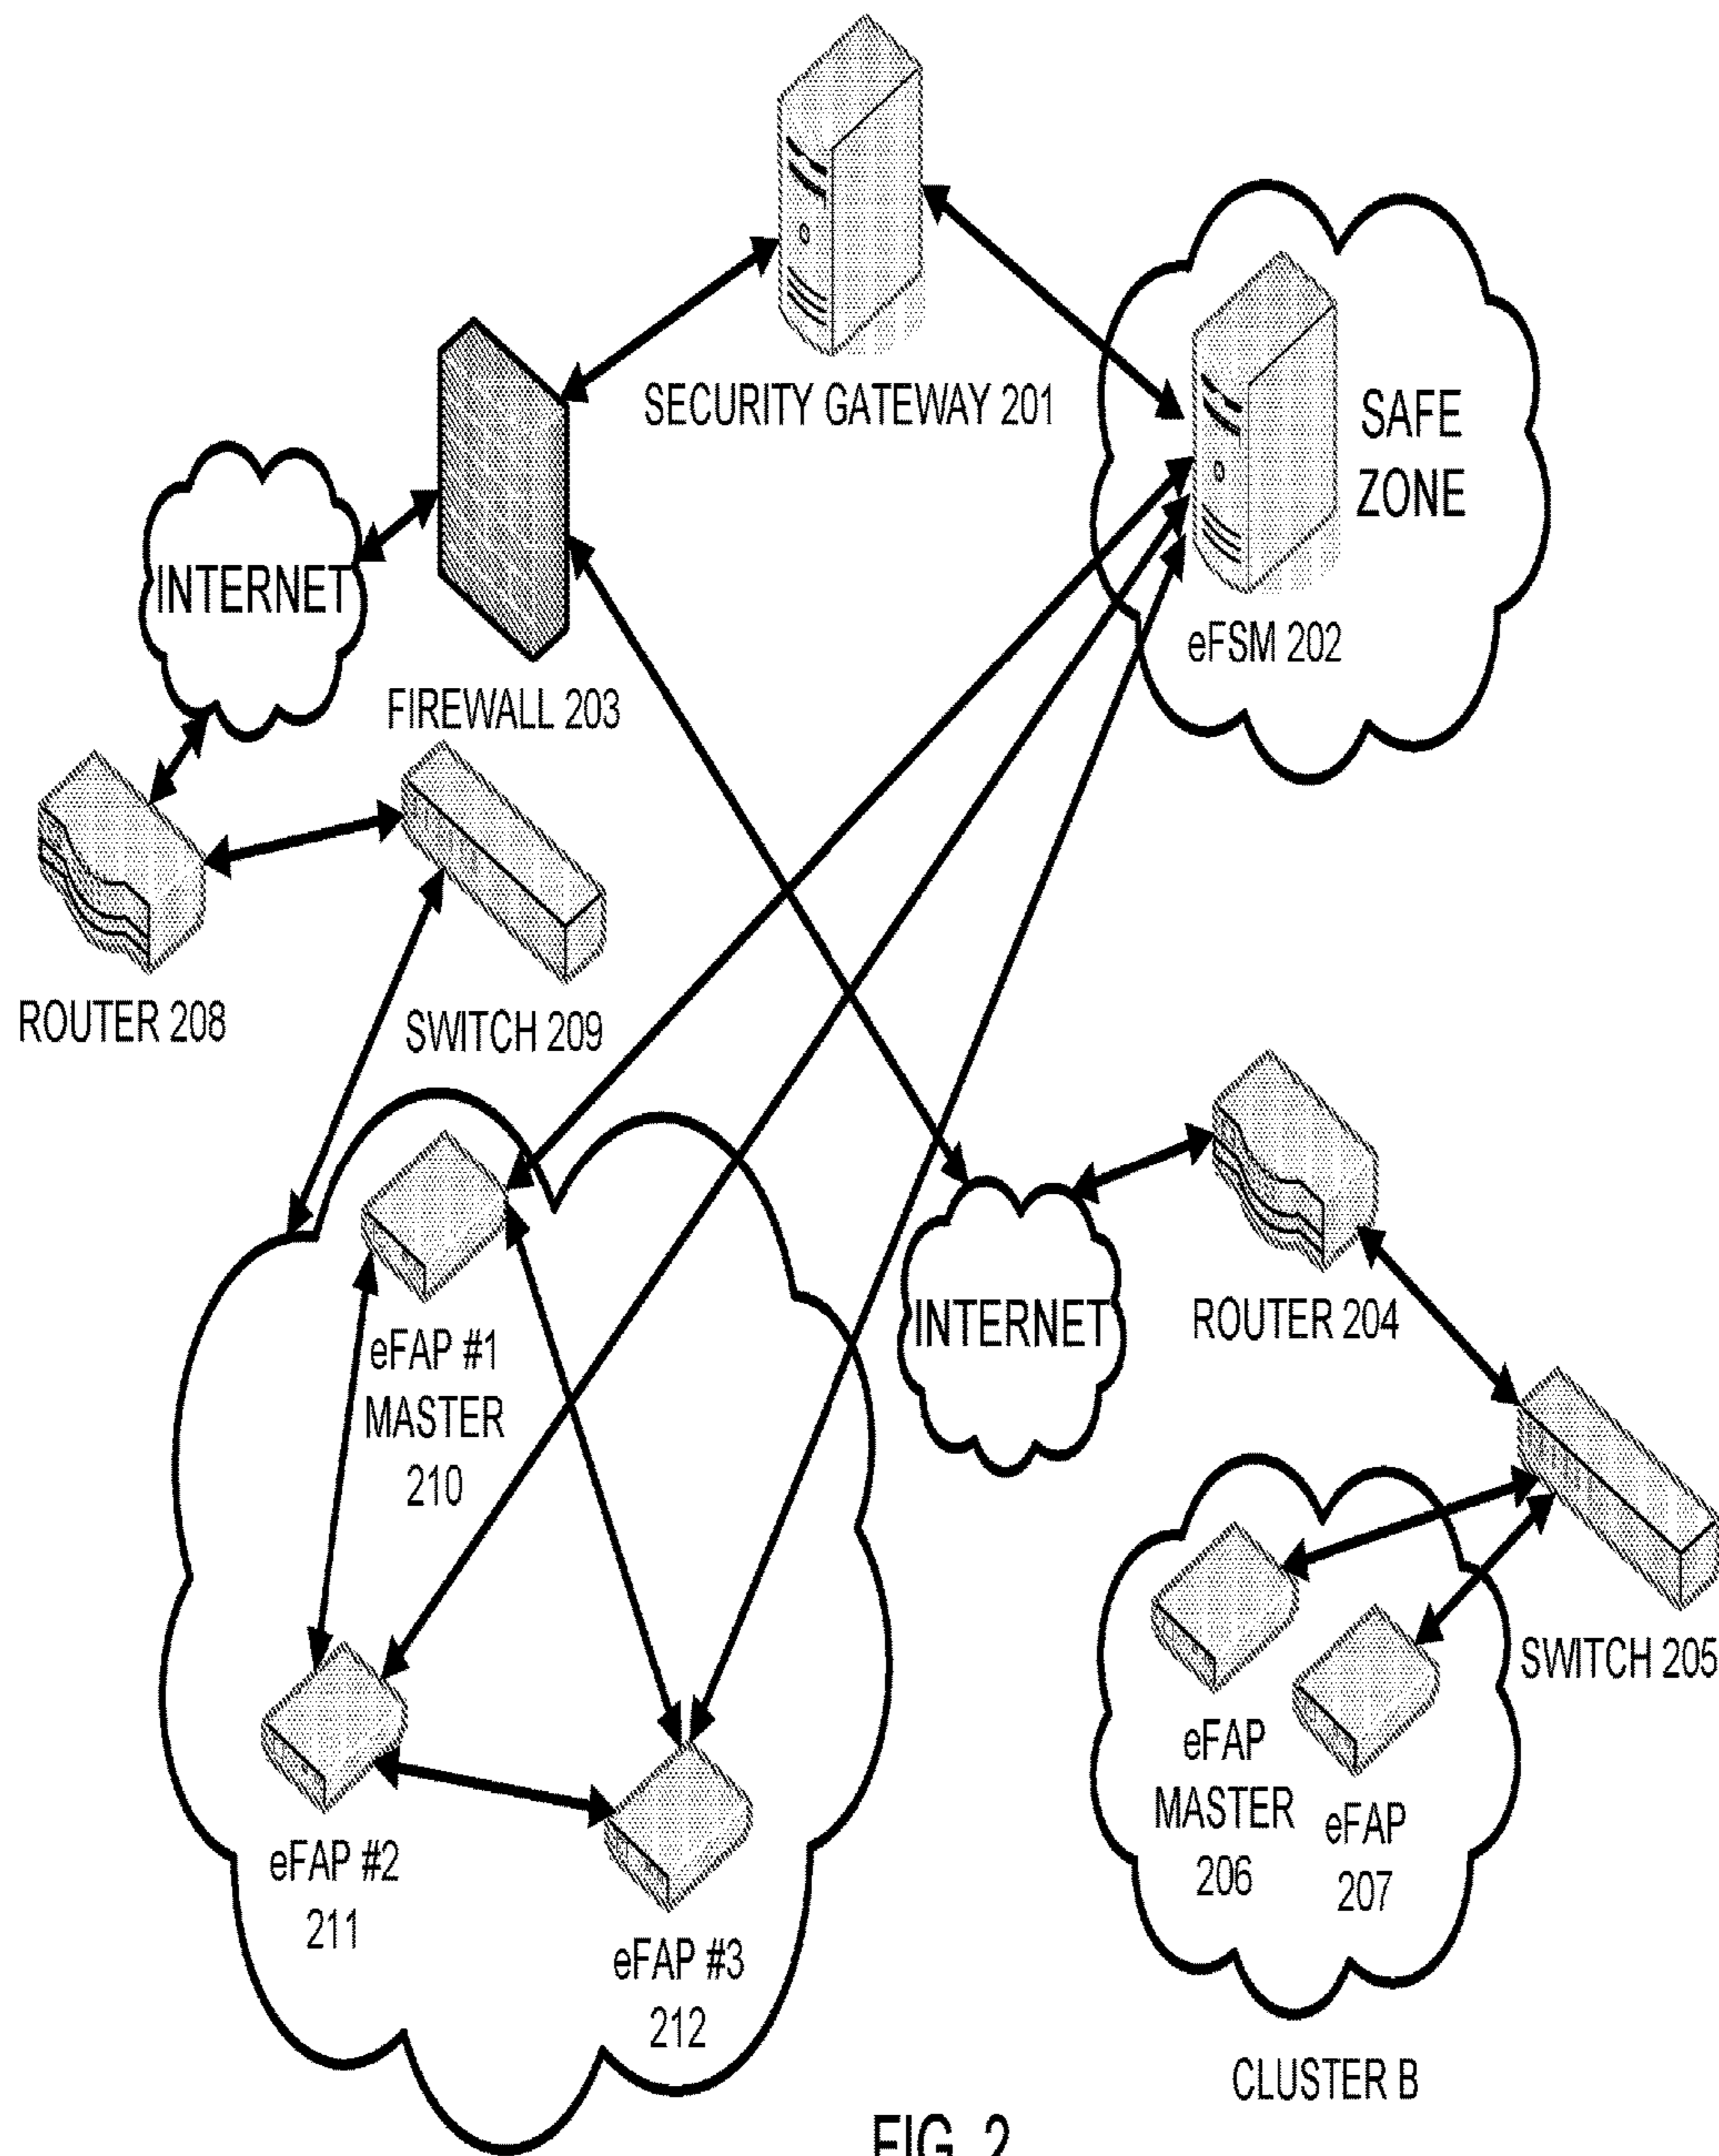 SECURITY GATEWAY 201
SAFE
ZONE
eFSM 202
INTERNET
FIREWALL 203
ROUTER 208
SWITCH 209
eFAP #1
MASTER
210
INTERNET
ROUTER 204
SWITCH 205
eFAP
MASTER
206
eFAP
207
eFAP #2
211
eFAP #3
212
CLUSTER B
FIG. 2